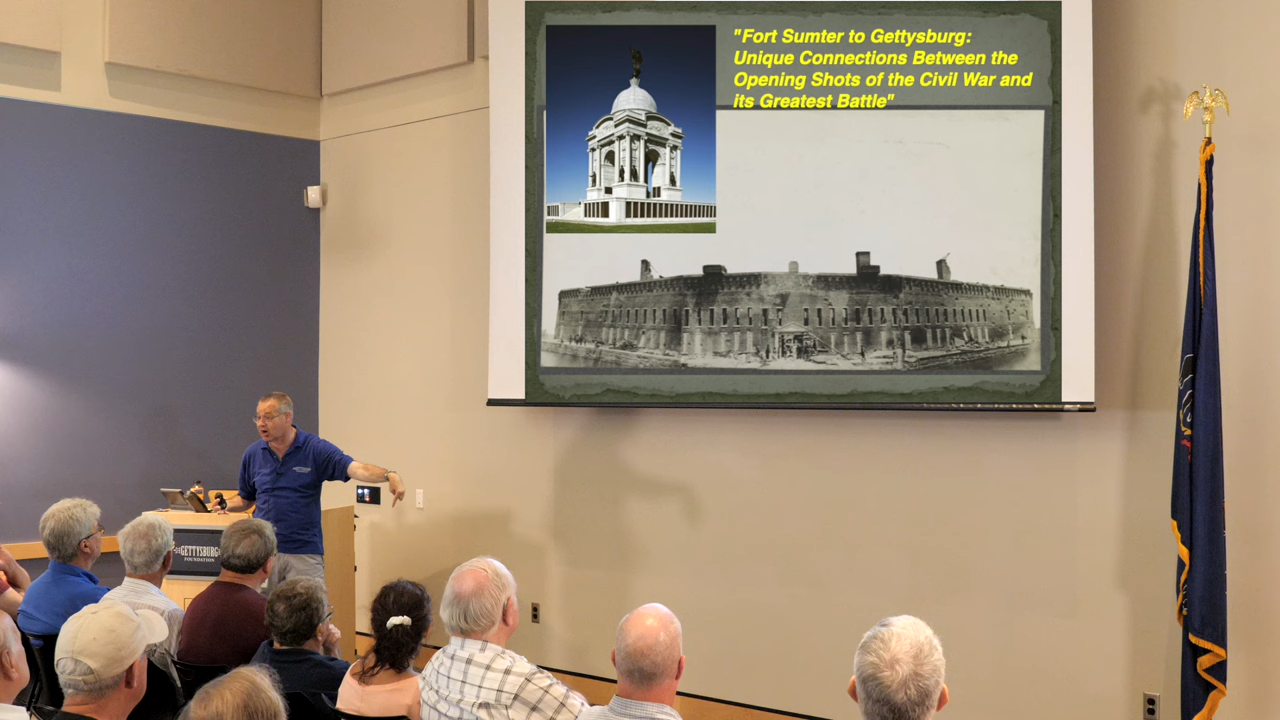 "Fort Sumter to Gettysburg:
Unique Connections Between the
Opening Shots of the Civil War and
its Greatest Battle"
GETTYSBURG
FOUNDATION